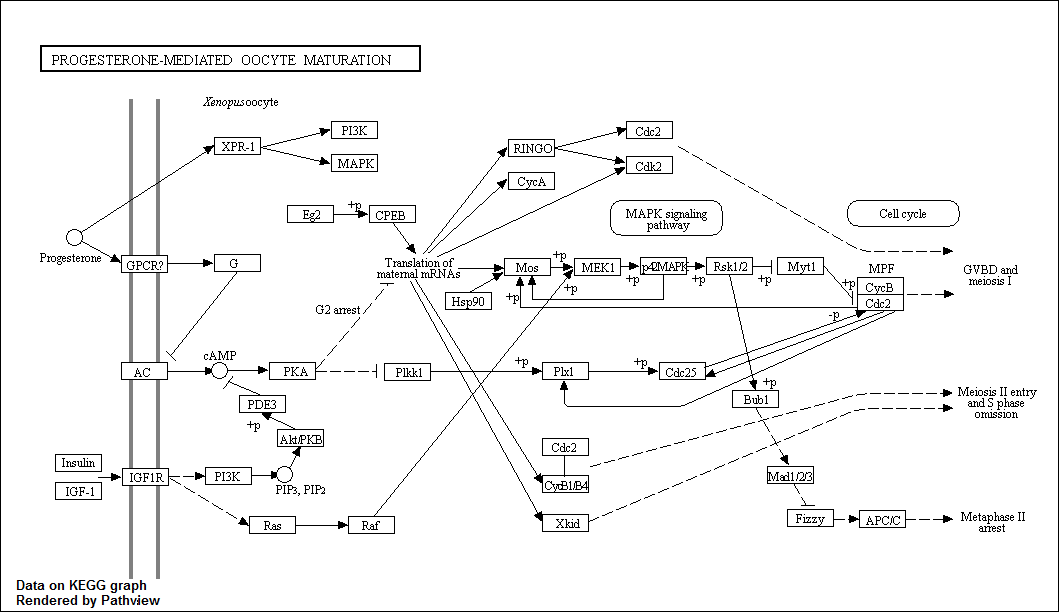 PROGESTERONE-MEDIATED OOCYTE MATURATION
Xenopus oocyte
XPR-1
PI3K
MAPK
RINGO
Cdc2
Cdk2
CycA
Eg2
+p
CPEB
MAPK signaling
pathway
Cell cycle
Progesterone
GPCR?
G
Translation of
maternal mRNAs
Mos
+p
MEK1
p42MAPK
Rsk1/2
Myt1
MPF
CycB
Cdc2
GVBD and
meiosis I
Hsp90
+p
+p
+p
+p
+p
-p
G2 arrest
AC
cAMP
PKA
Plkk1
+p
Plx1
+p
Cdc25
+p
Bub1
PDE3
+p
Akt/PKB
Meiosis II entry
and S phase
omission
Insulin
IGF-1
IGF1R
PI3K
PIP3, PIP2
Cdc2
CycB1/B4
Mad1/2/3
Ras
Raf
Xkid
Fizzy
APC/C
Metaphase II
arrest
Data on KEGG graph
Rendered by Pathview